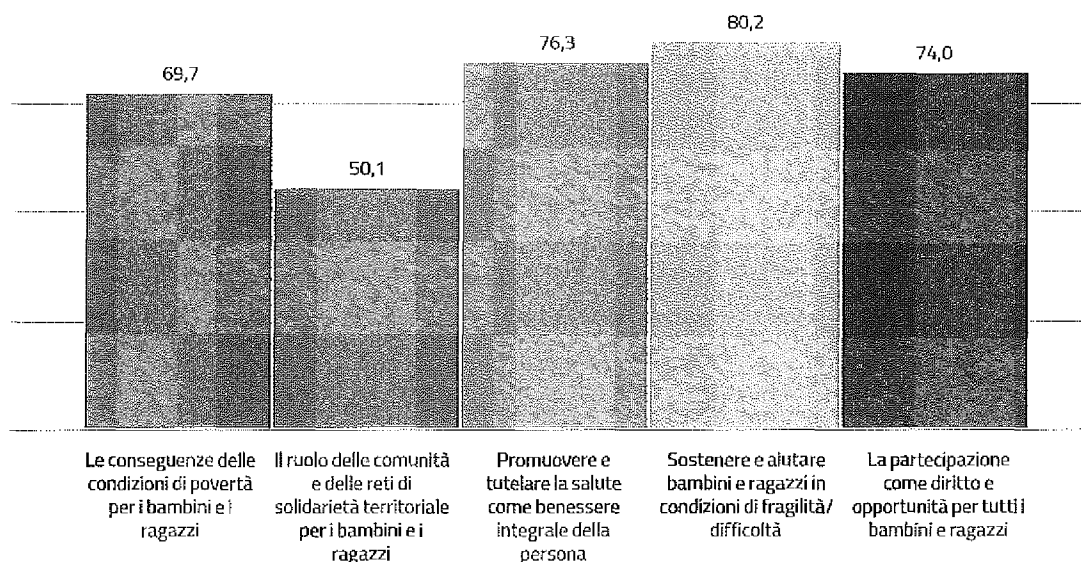 69,7
50,1
76,3
80,2
74,0
Le conseguenze delle
condizioni di povertà
per i bambini e i
ragazzi
Il ruolo delle comunità
e delle reti di
solidarietà territoriale
per i bambini e i
ragazzi
Promuovere e
tutelare la salute
come benessere
integrale della
persona
Sostenere e aiutare
bambini e ragazzi in
condizioni di fragilità/
difficoltà
La partecipazione
come diritto e
opportunità per tutti i
bambini e ragazzi